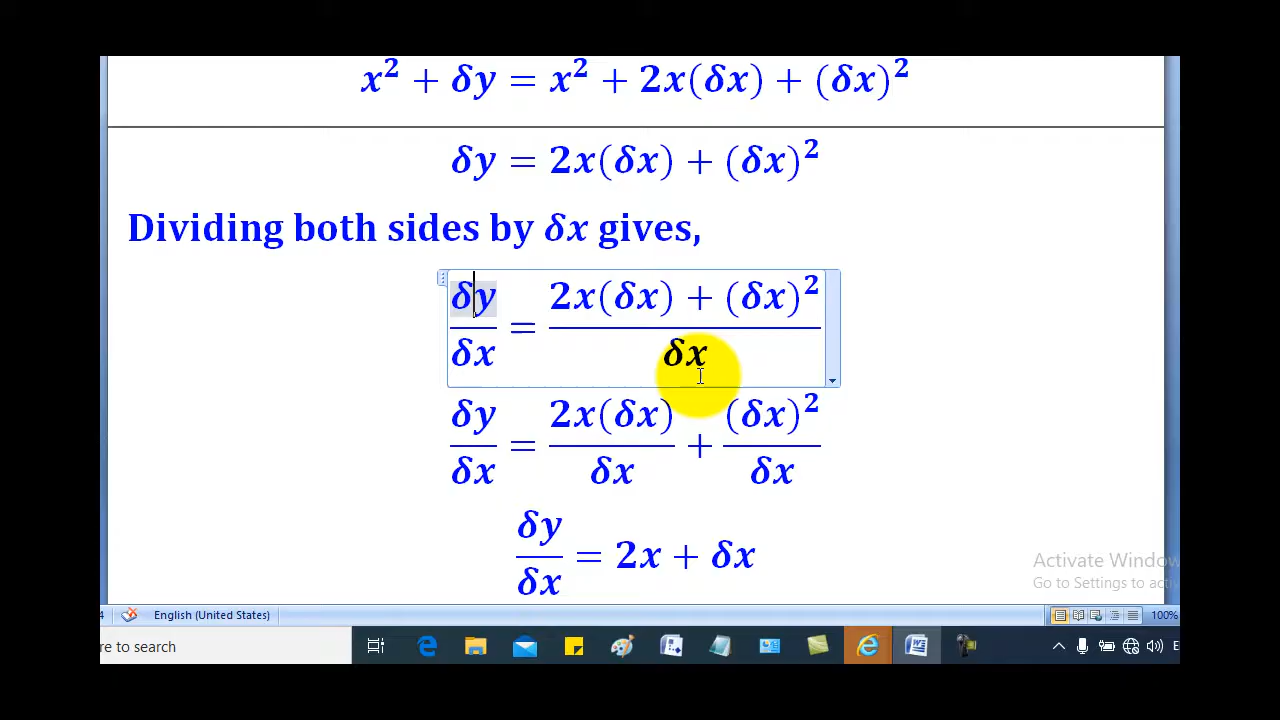 x² + δy = x² + 2x(δx) + (δx)²
δy = 2x(δx) + (δx)²
Dividing both sides by δx gives,
δy/δx = (2x(δx) + (δx)²)/δx
δy/δx = 2x(δx)/δx + (δx)²/δx
δy/δx = 2x + δx
Activate Window
Go to Settings to acti
4 English (United States) 100%
re to search E